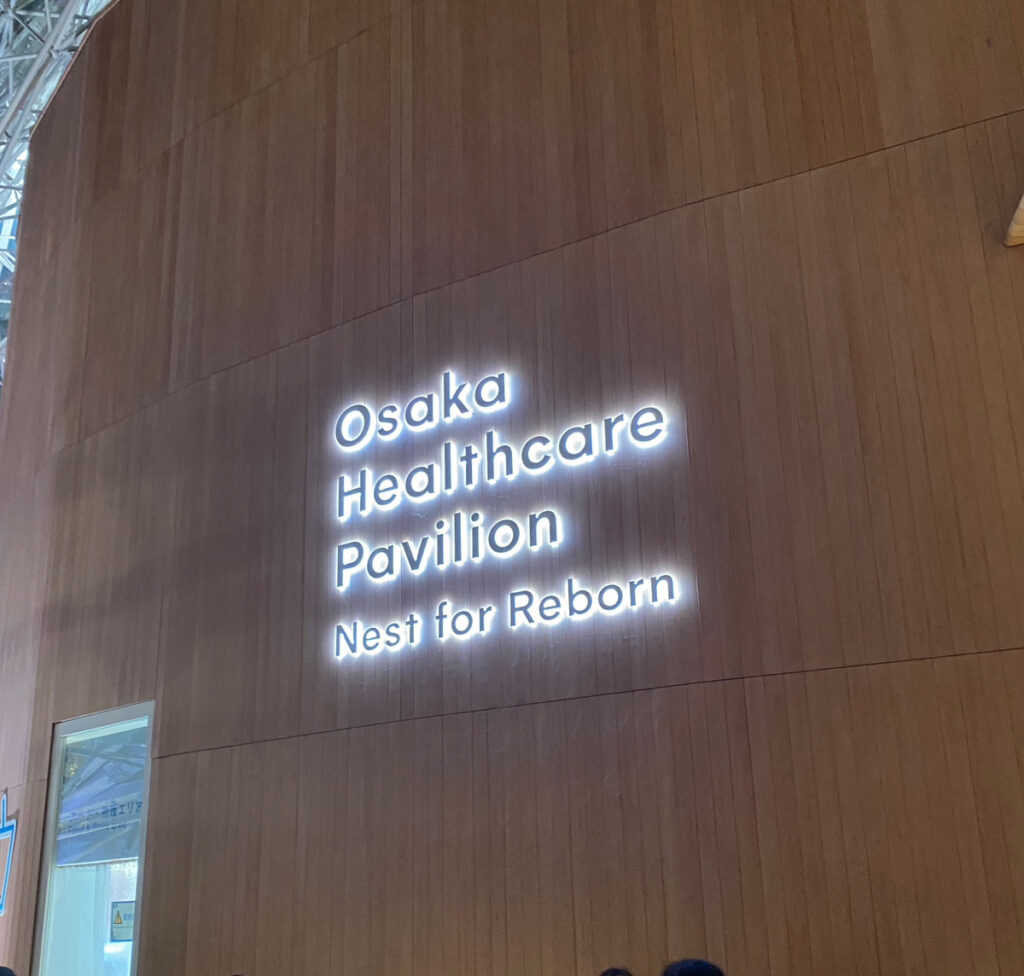 Osaka
Healthcare
Pavilion
Nest for Reborn